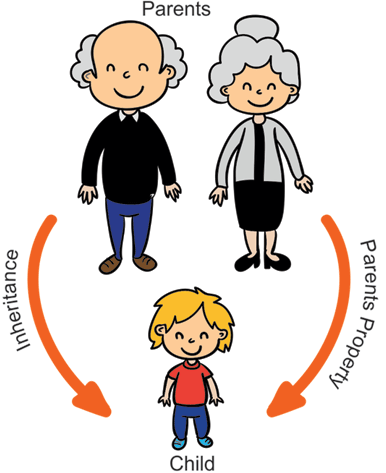 Parents
Inheritance
Parents Property
Child